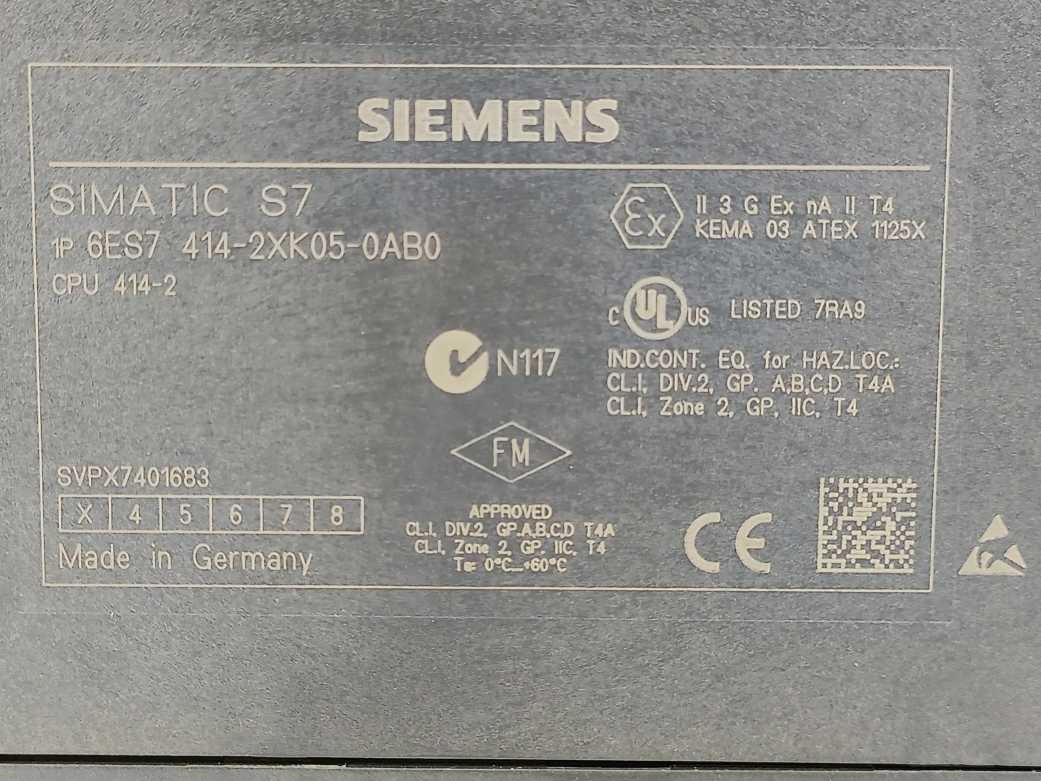 SIEMENS
SIMATIC S7
1P 6ES7 414-2XK05-0AB0
CPU 414-2
Ex II 3 G Ex nA II T4
KEMA 03 ATEX 1125X
C UL US LISTED 7RA9
N117
IND.CONT. EQ. for HAZ.LOC.:
CL.I, DIV.2, GP. A,B,C,D T4A
CL.I, Zone 2, GP, IIC, T4
FM
APPROVED
CL.I, DIV.2, GP.A,B,C,D T4A
CL.I, Zone 2, GP. IIC, T4
Ta: 0°C...+60°C
SVPX7401683
X 4 5 6 7 8
Made in Germany
CE